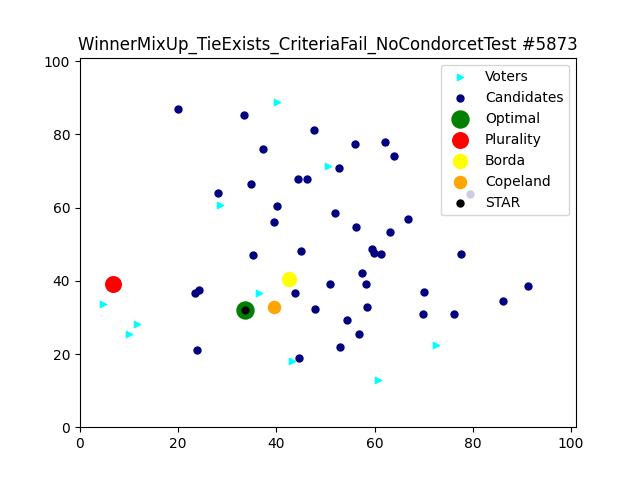 WinnerMixUp_TieExists_CriteriaFail_NoCondorcetTest #5873
100
80
60
40
20
0
0 20 40 60 80 100
Voters
Candidates
Optimal
Plurality
Borda
Copeland
STAR